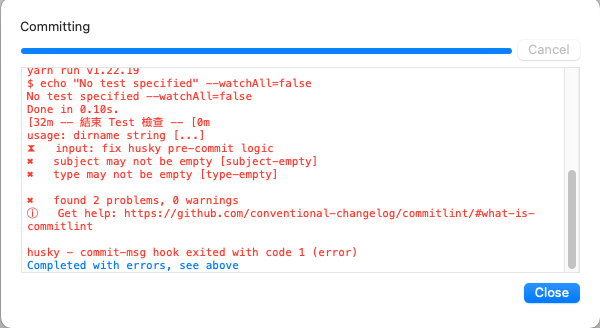 Committing
Cancel
yarn run v1.22.19
$ echo "No test specified" --watchAll=false
No test specified --watchAll=false
Done in 0.10s.
[32m —— 結束 Test 檢查 —— [0m
usage: dirname string [...]
⧗   input: fix husky pre-commit logic
✖   subject may not be empty [subject-empty]
✖   type may not be empty [type-empty]
✖   found 2 problems, 0 warnings
ⓘ   Get help: https://github.com/conventional-changelog/commitlint/#what-is-
commitlint
husky - commit-msg hook exited with code 1 (error)
Completed with errors, see above
Close